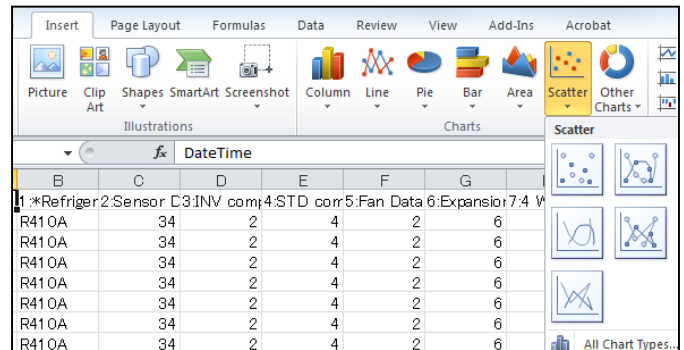 Insert Page Layout Formulas Data Review View Add-Ins Acrobat
Picture Clip Art Shapes SmartArt Screenshot Column Line Pie Bar Area Scatter Other Charts
Illustrations Charts
Scatter
fx DateTime
B C D E F G
1:*Refriger 2:Sensor D 3:INV comp 4:STD com 5:Fan Data 6:Expansion 7:4 W
R410A 34 2 4 2 6
R410A 34 2 4 2 6
R410A 34 2 4 2 6
R410A 34 2 4 2 6
R410A 34 2 4 2 6
R410A 34 2 4 2 6
R410A 34 2 4 2 6
All Chart Types...